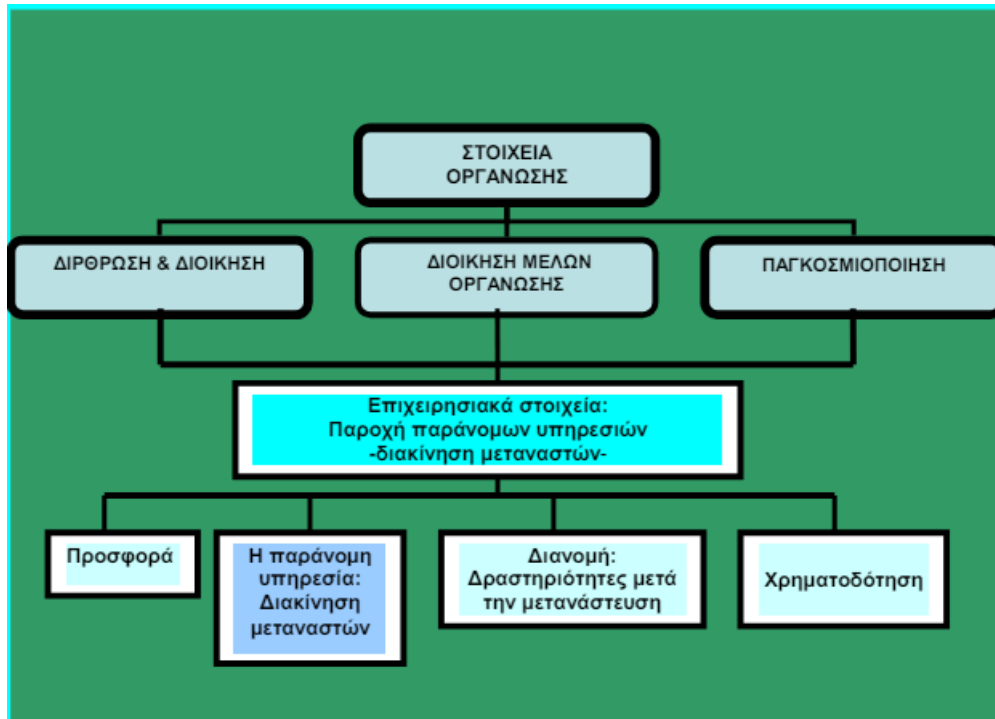 ΣΤΟΙΧΕΙΑ
ΟΡΓΑΝΩΣΗΣ
ΔΙΡΘΡΩΣΗ & ΔΙΟΙΚΗΣΗ
ΔΙΟΙΚΗΣΗ ΜΕΛΩΝ
ΟΡΓΑΝΩΣΗΣ
ΠΑΓΚΟΣΜΙΟΠΟΙΗΣΗ
Επιχειρησιακά στοιχεία:
Παροχή παράνομων υπηρεσιών
-διακίνηση μεταναστών-
Προσφορά
Η παράνομη
υπηρεσία:
Διακίνηση
μεταναστών
Διανομή:
Δραστηριότητες μετά
την μετανάστευση
Χρηματοδότηση